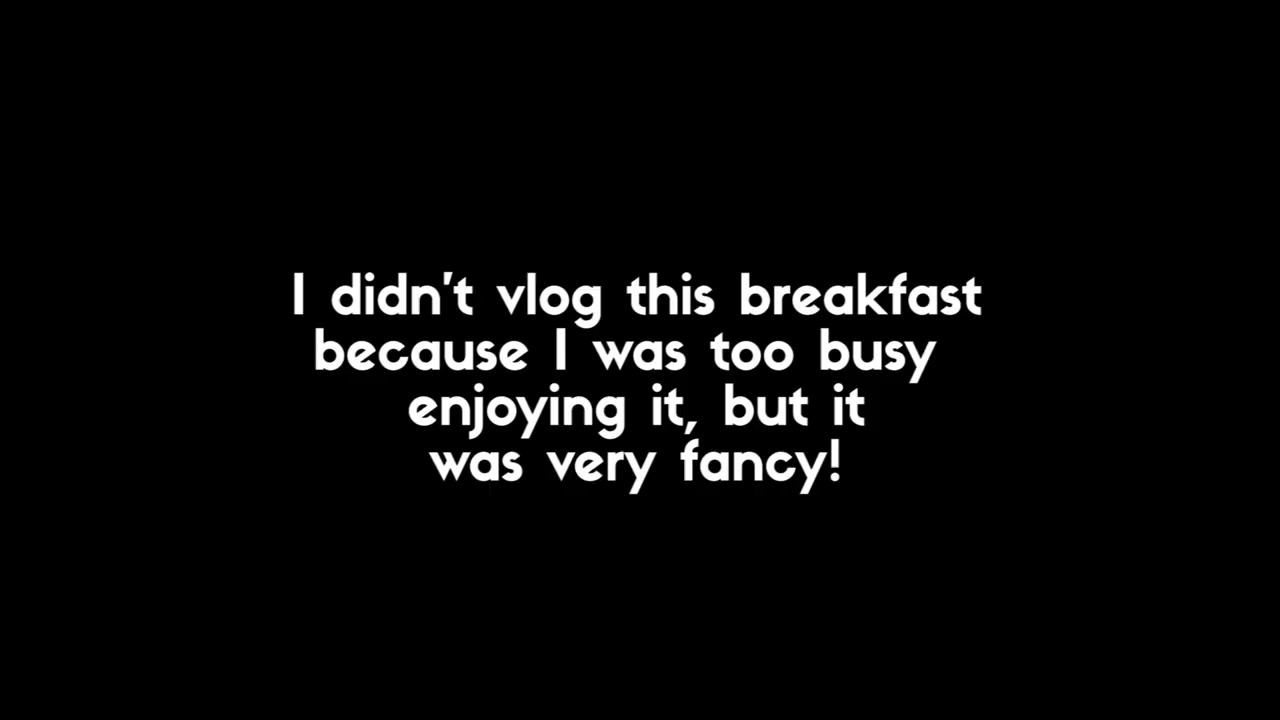 I didn't vlog this breakfast
because I was too busy
enjoying it, but it
was very fancy!